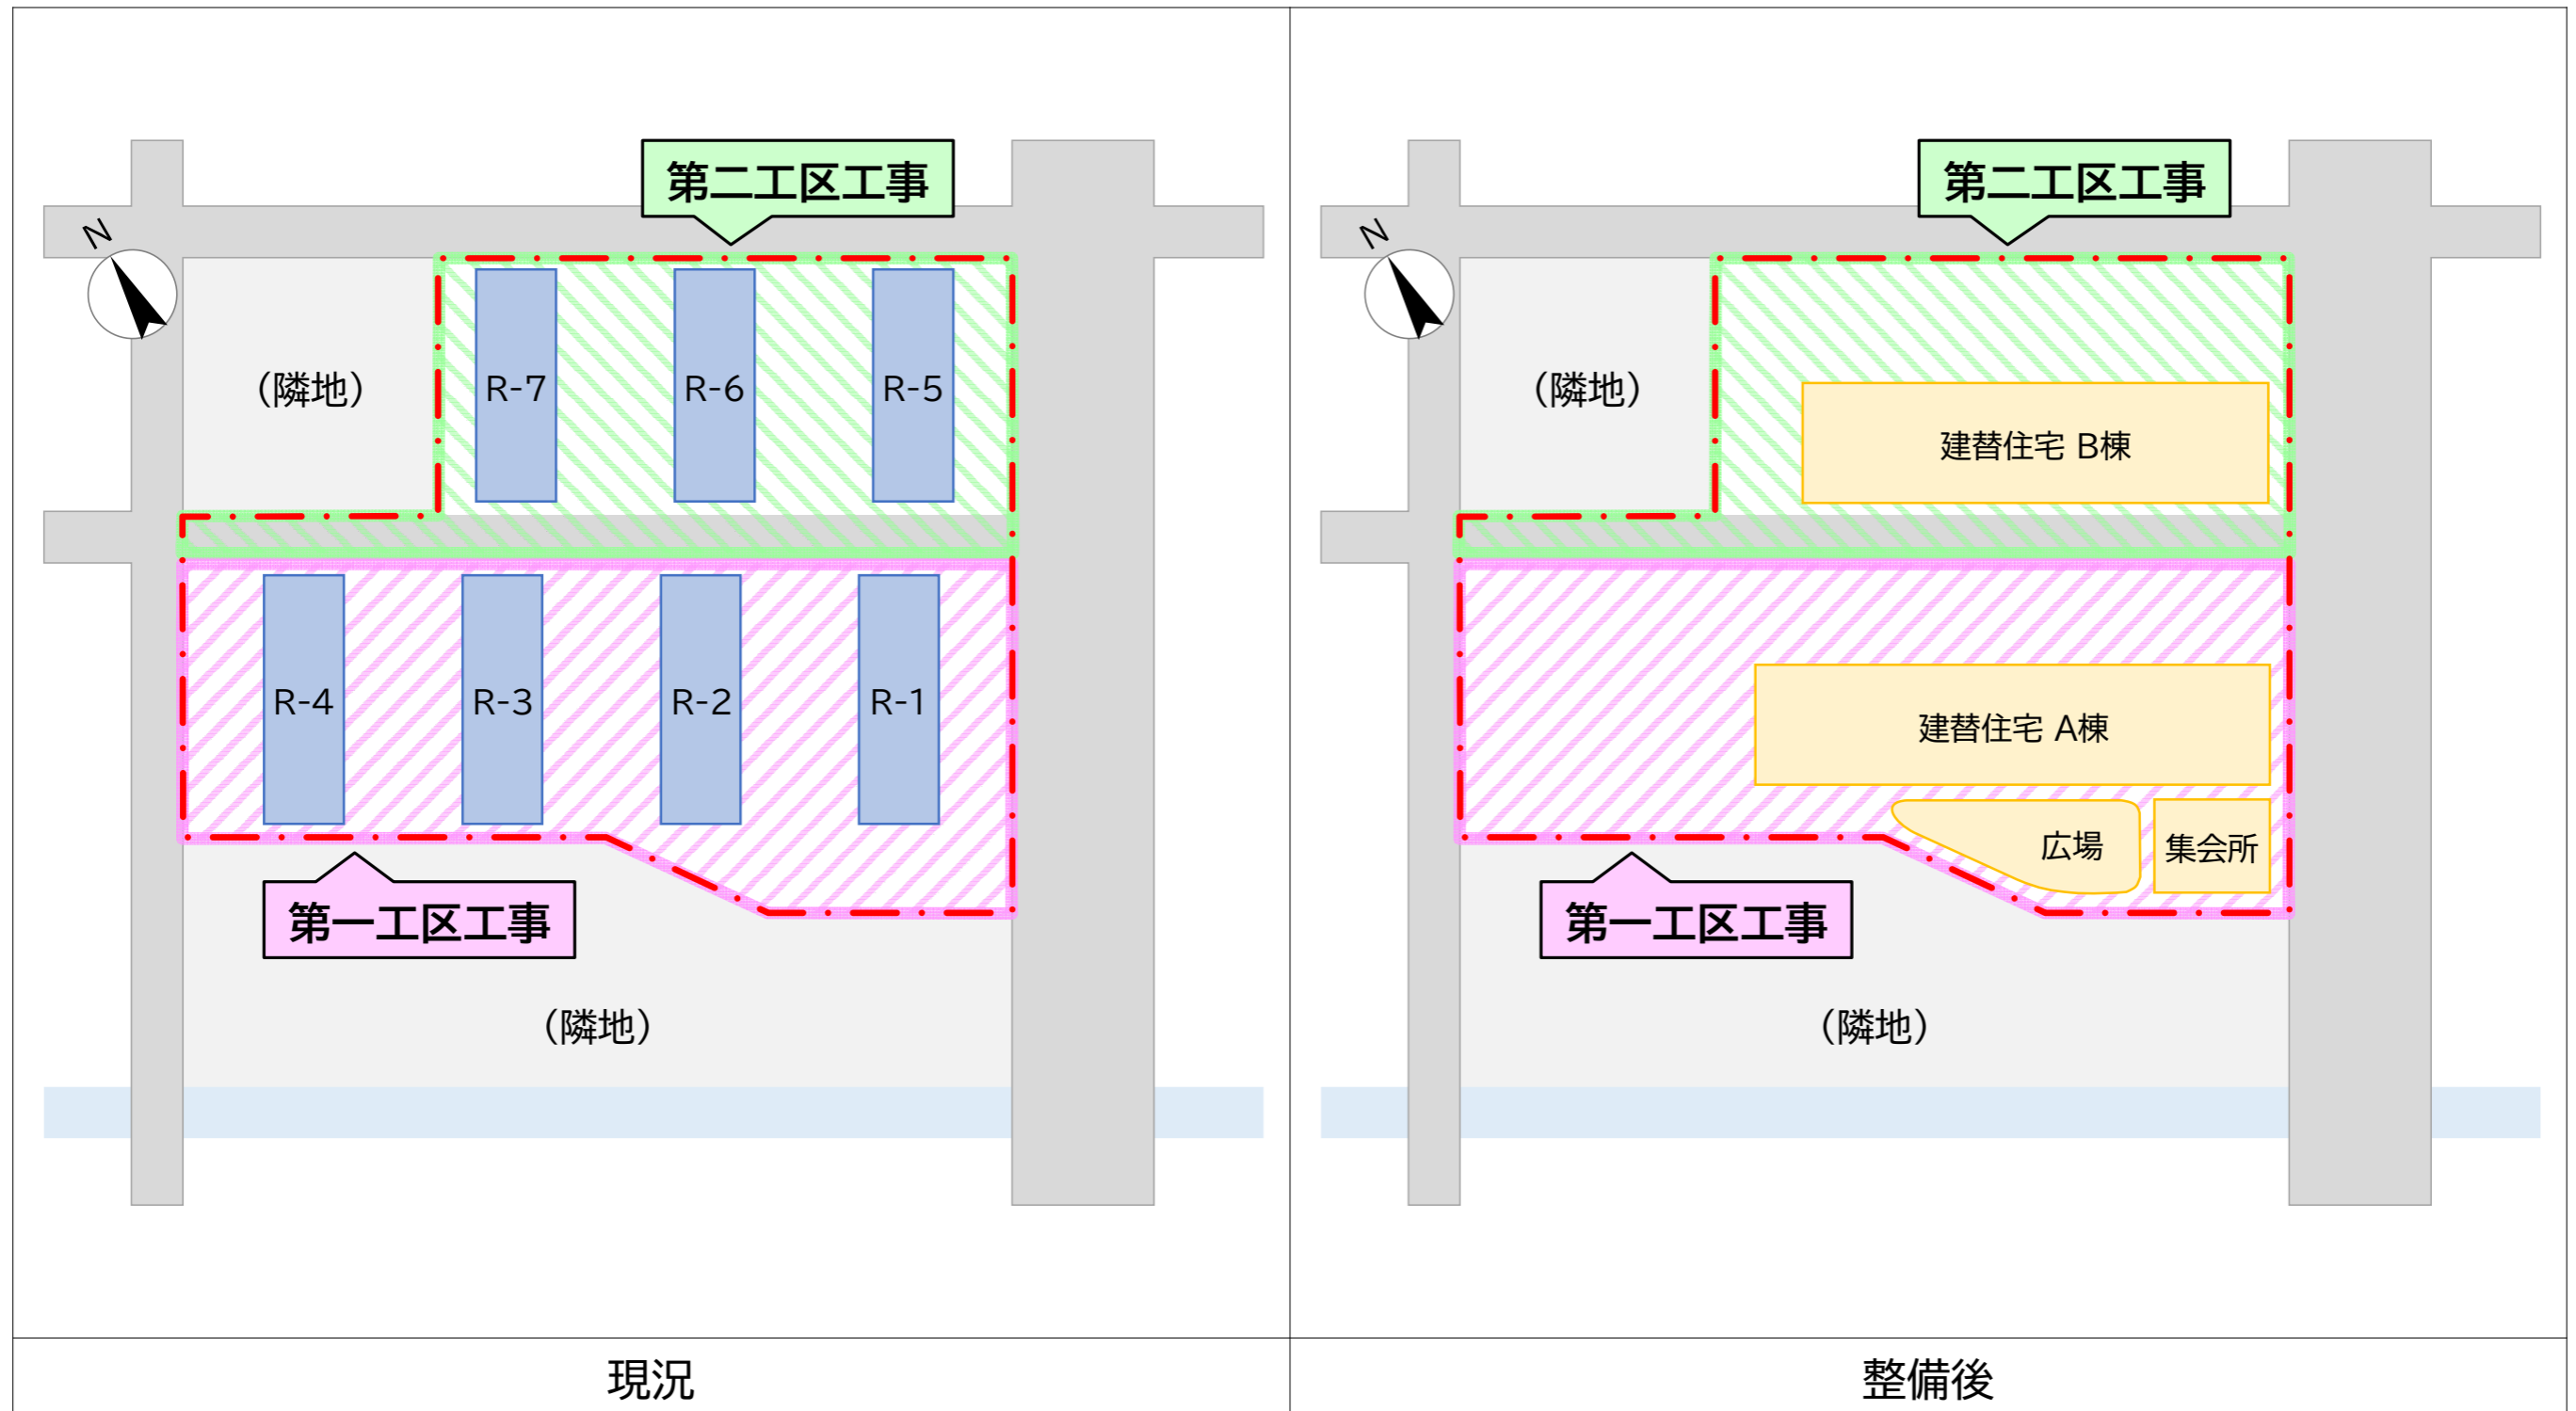 第二工区工事
N
（隣地）
R-7
R-6
R-5
R-4
R-3
R-2
R-1
第一工区工事
（隣地）
現況
第二工区工事
N
（隣地）
建替住宅 B棟
建替住宅 A棟
広場
集会所
第一工区工事
（隣地）
整備後